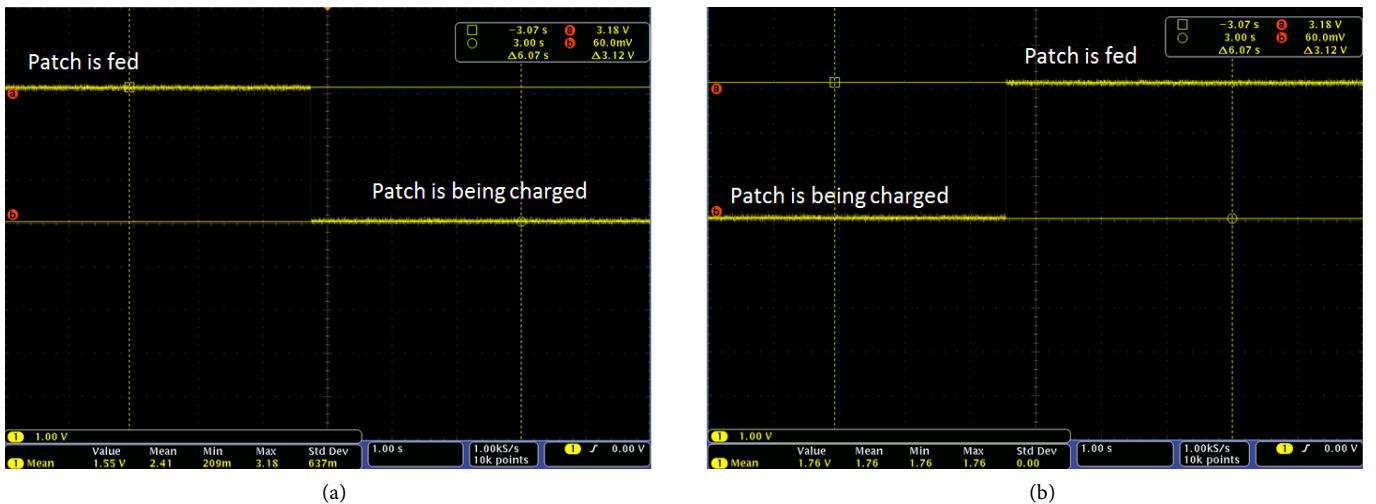 −3.07 s a 3.18 V
3.00 s b 60.0mV
Δ6.07 s Δ3.12 V
Patch is fed
a
Patch is being charged
b
1 1.00 V
Value Mean Min Max Std Dev
1 Mean 1.55 V 2.41 209m 3.18 637m
1.00 s
1.00kS/s
10k points
1 0.00 V
(a)
−3.07 s a 3.18 V
3.00 s b 60.0mV
Δ6.07 s Δ3.12 V
Patch is fed
a
Patch is being charged
b
1 1.00 V
Value Mean Min Max Std Dev
1 Mean 1.76 V 1.76 1.76 1.76 0.00
1.00 s
1.00kS/s
10k points
1 0.00 V
(b)